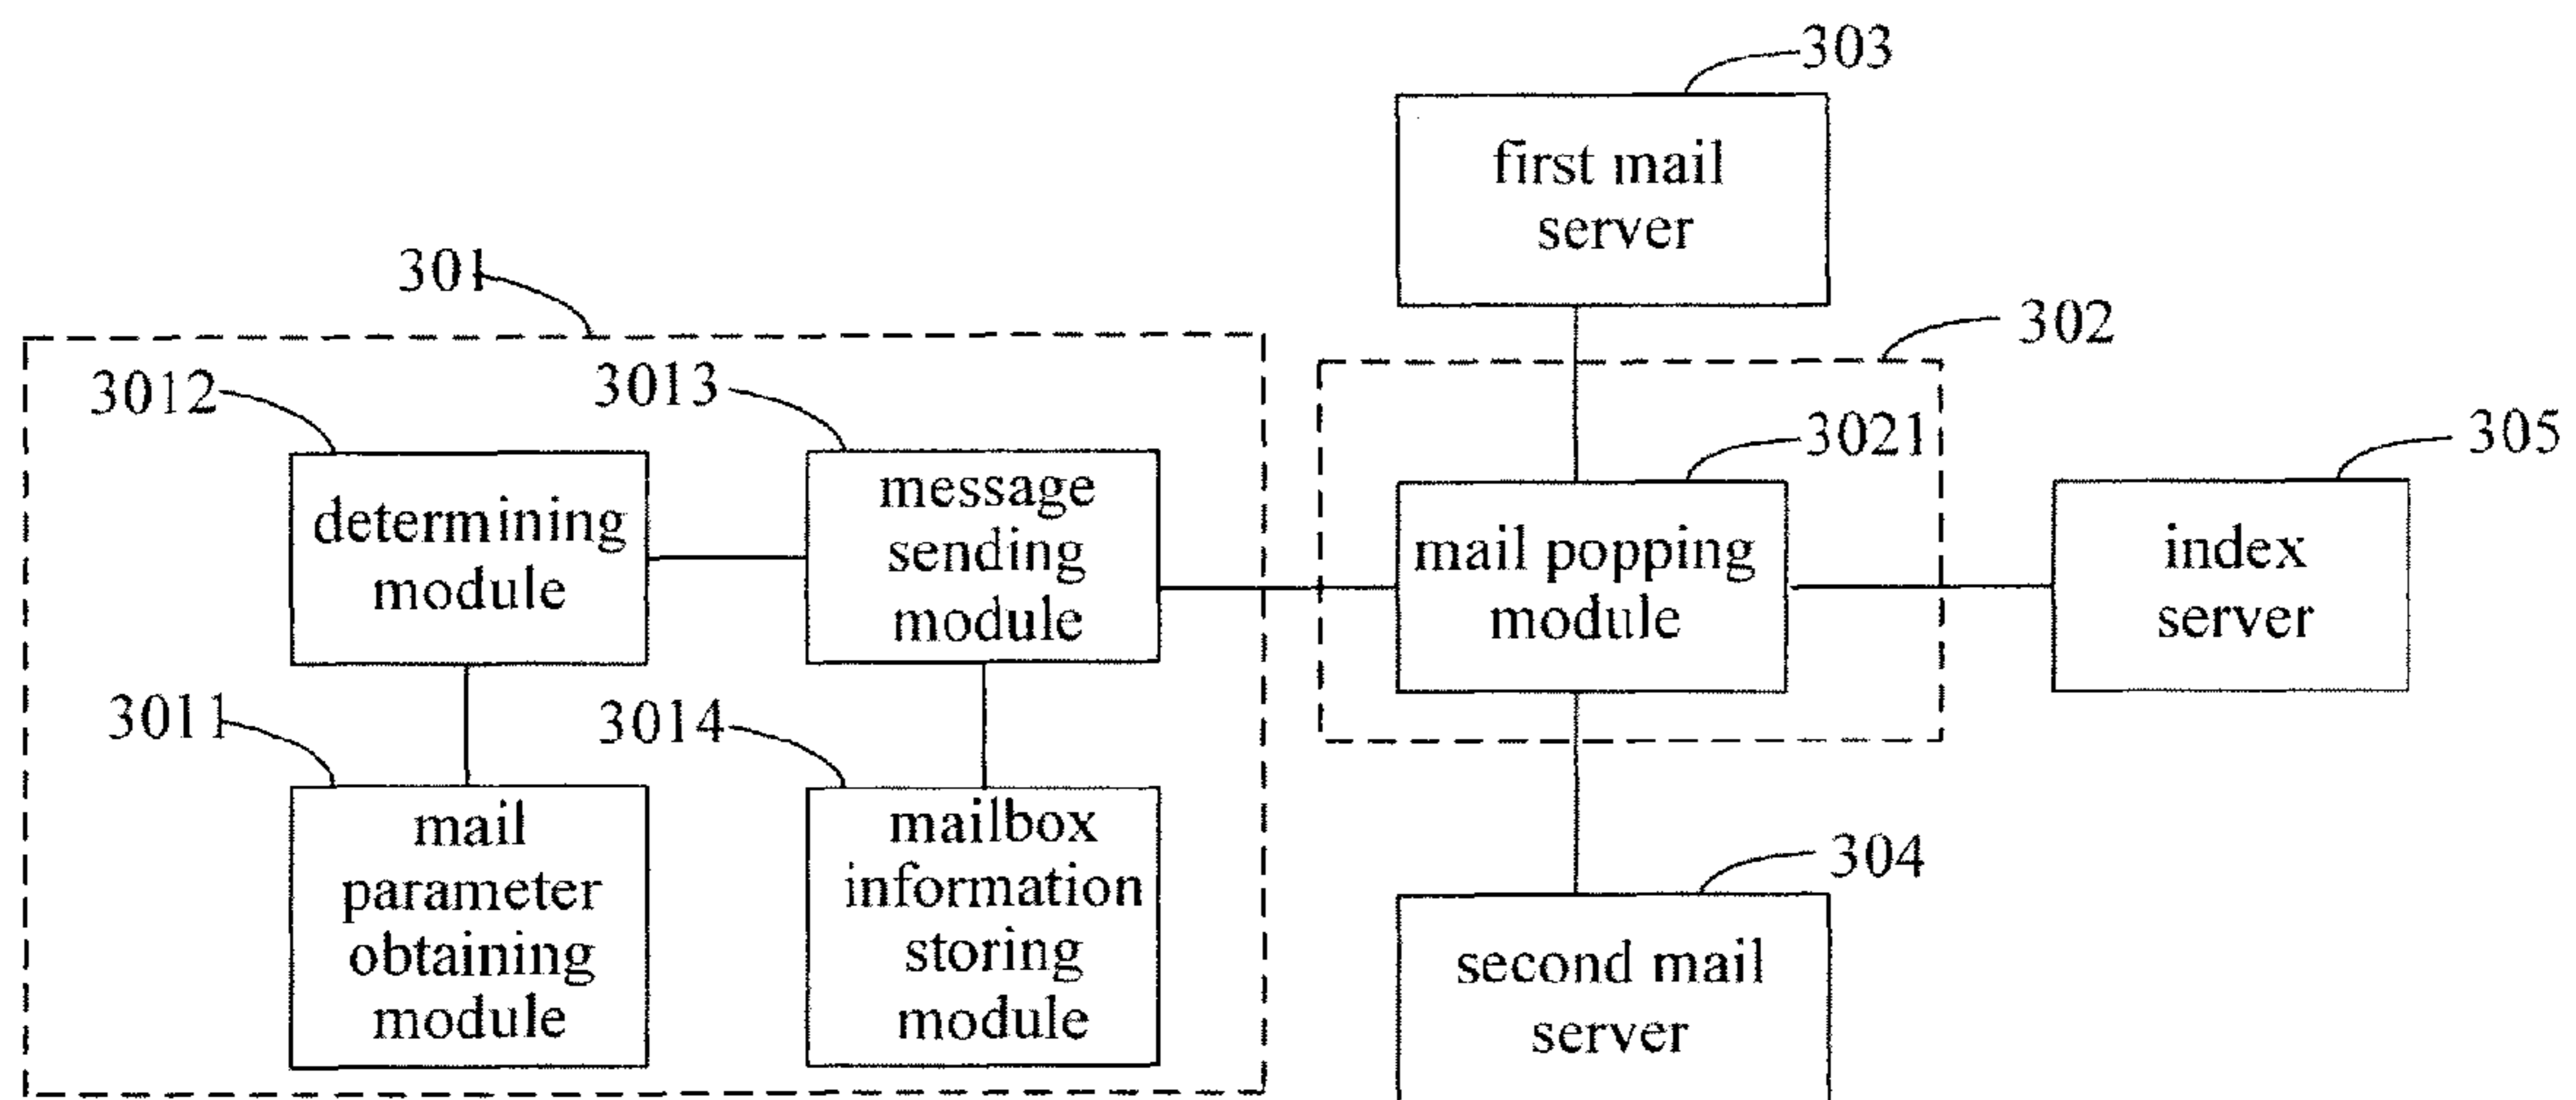 303
first mail
server
301
302
3012
3013
3021
305
determining
module
message
sending
module
mail popping
module
index
server
3011
3014
304
mail
parameter
obtaining
module
mailbox
information
storing
module
second mail
server